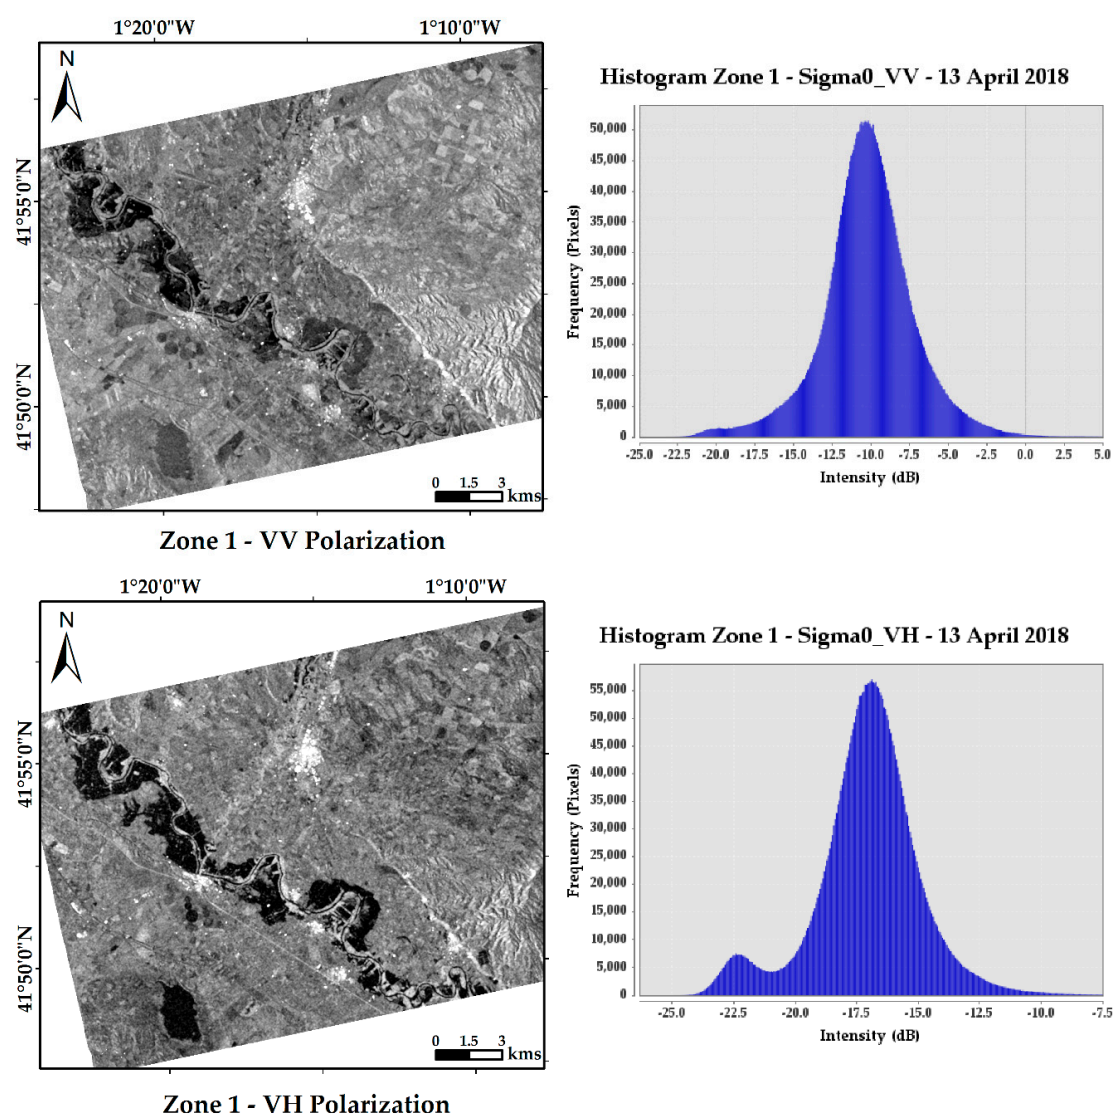 1°20'0"W 1°10'0"W
N
41°55'0"N
41°50'0"N
0 1.5 3
kms
Zone 1 - VV Polarization
Histogram Zone 1 - Sigma0_VV - 13 April 2018
Frequency (Pixels)
50,000
45,000
40,000
35,000
30,000
25,000
20,000
15,000
10,000
5,000
0
-25.0 -22.5 -20.0 -17.5 -15.0 -12.5 -10.0 -7.5 -5.0 -2.5 0.0 2.5 5.0
Intensity (dB)
1°20'0"W 1°10'0"W
N
41°55'0"N
41°50'0"N
0 1.5 3
kms
Zone 1 - VH Polarization
Histogram Zone 1 - Sigma0_VH - 13 April 2018
Frequency (Pixels)
55,000
50,000
45,000
40,000
35,000
30,000
25,000
20,000
15,000
10,000
5,000
0
-25.0 -22.5 -20.0 -17.5 -15.0 -12.5 -10.0 -7.5
Intensity (dB)